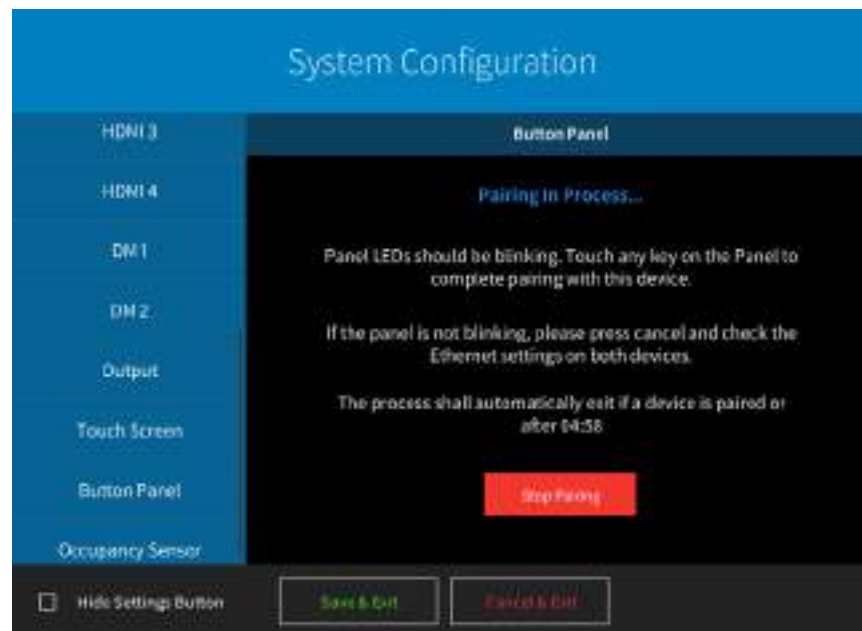 System Configuration
HDMI 3
Button Panel
HDMI 4
Pairing In Process...
DM 1
Panel LEDs should be blinking. Touch any key on the Panel to
complete pairing with this device.
DM 2
If the panel is not blinking, please press cancel and check the
Ethernet settings on both devices.
Output
The process shall automatically exit if a device is paired or
after 04:58
Touch Screen
Button Panel
Stop Pairing
Occupancy Sensor
Hide Settings Button
Save & Exit
Cancel & Exit